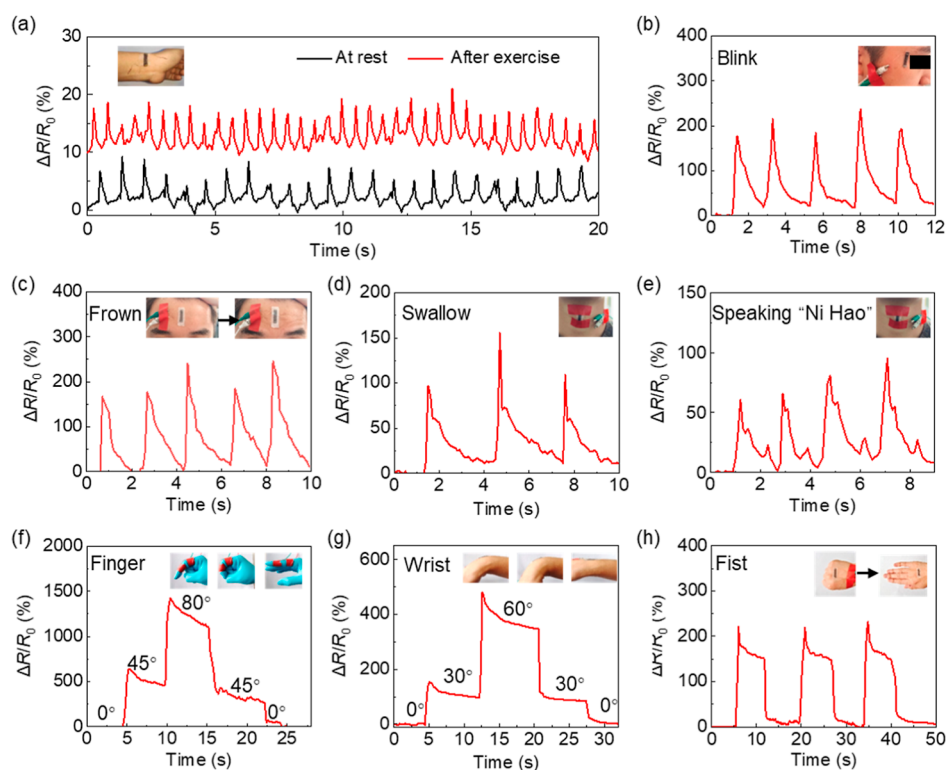 (a)
30
20
10
0
ΔR/R₀ (%)
At rest
After exercise
0
5
10
15
20
Time (s)
(b)
400
300
200
100
0
ΔR/R₀ (%)
Blink
0
2
4
6
8
10
12
Time (s)
(c)
400
300
200
100
0
ΔR/R₀ (%)
Frown
0
2
4
6
8
10
Time (s)
(d)
200
150
100
50
0
ΔR/R₀ (%)
Swallow
0
2
4
6
8
10
Time (s)
(e)
150
100
50
0
ΔR/R₀ (%)
Speaking “Ni Hao”
0
2
4
6
8
Time (s)
(f)
2000
1500
1000
500
0
ΔR/R₀ (%)
Finger
80°
45°
45°
0°
0°
0
5
10
15
20
25
Time (s)
(g)
600
400
200
0
ΔR/R₀ (%)
Wrist
60°
30°
30°
0°
0°
0
5
10
15
20
25
30
Time (s)
(h)
400
300
200
100
0
ΔR/R₀ (%)
Fist
0
10
20
30
40
50
Time (s)